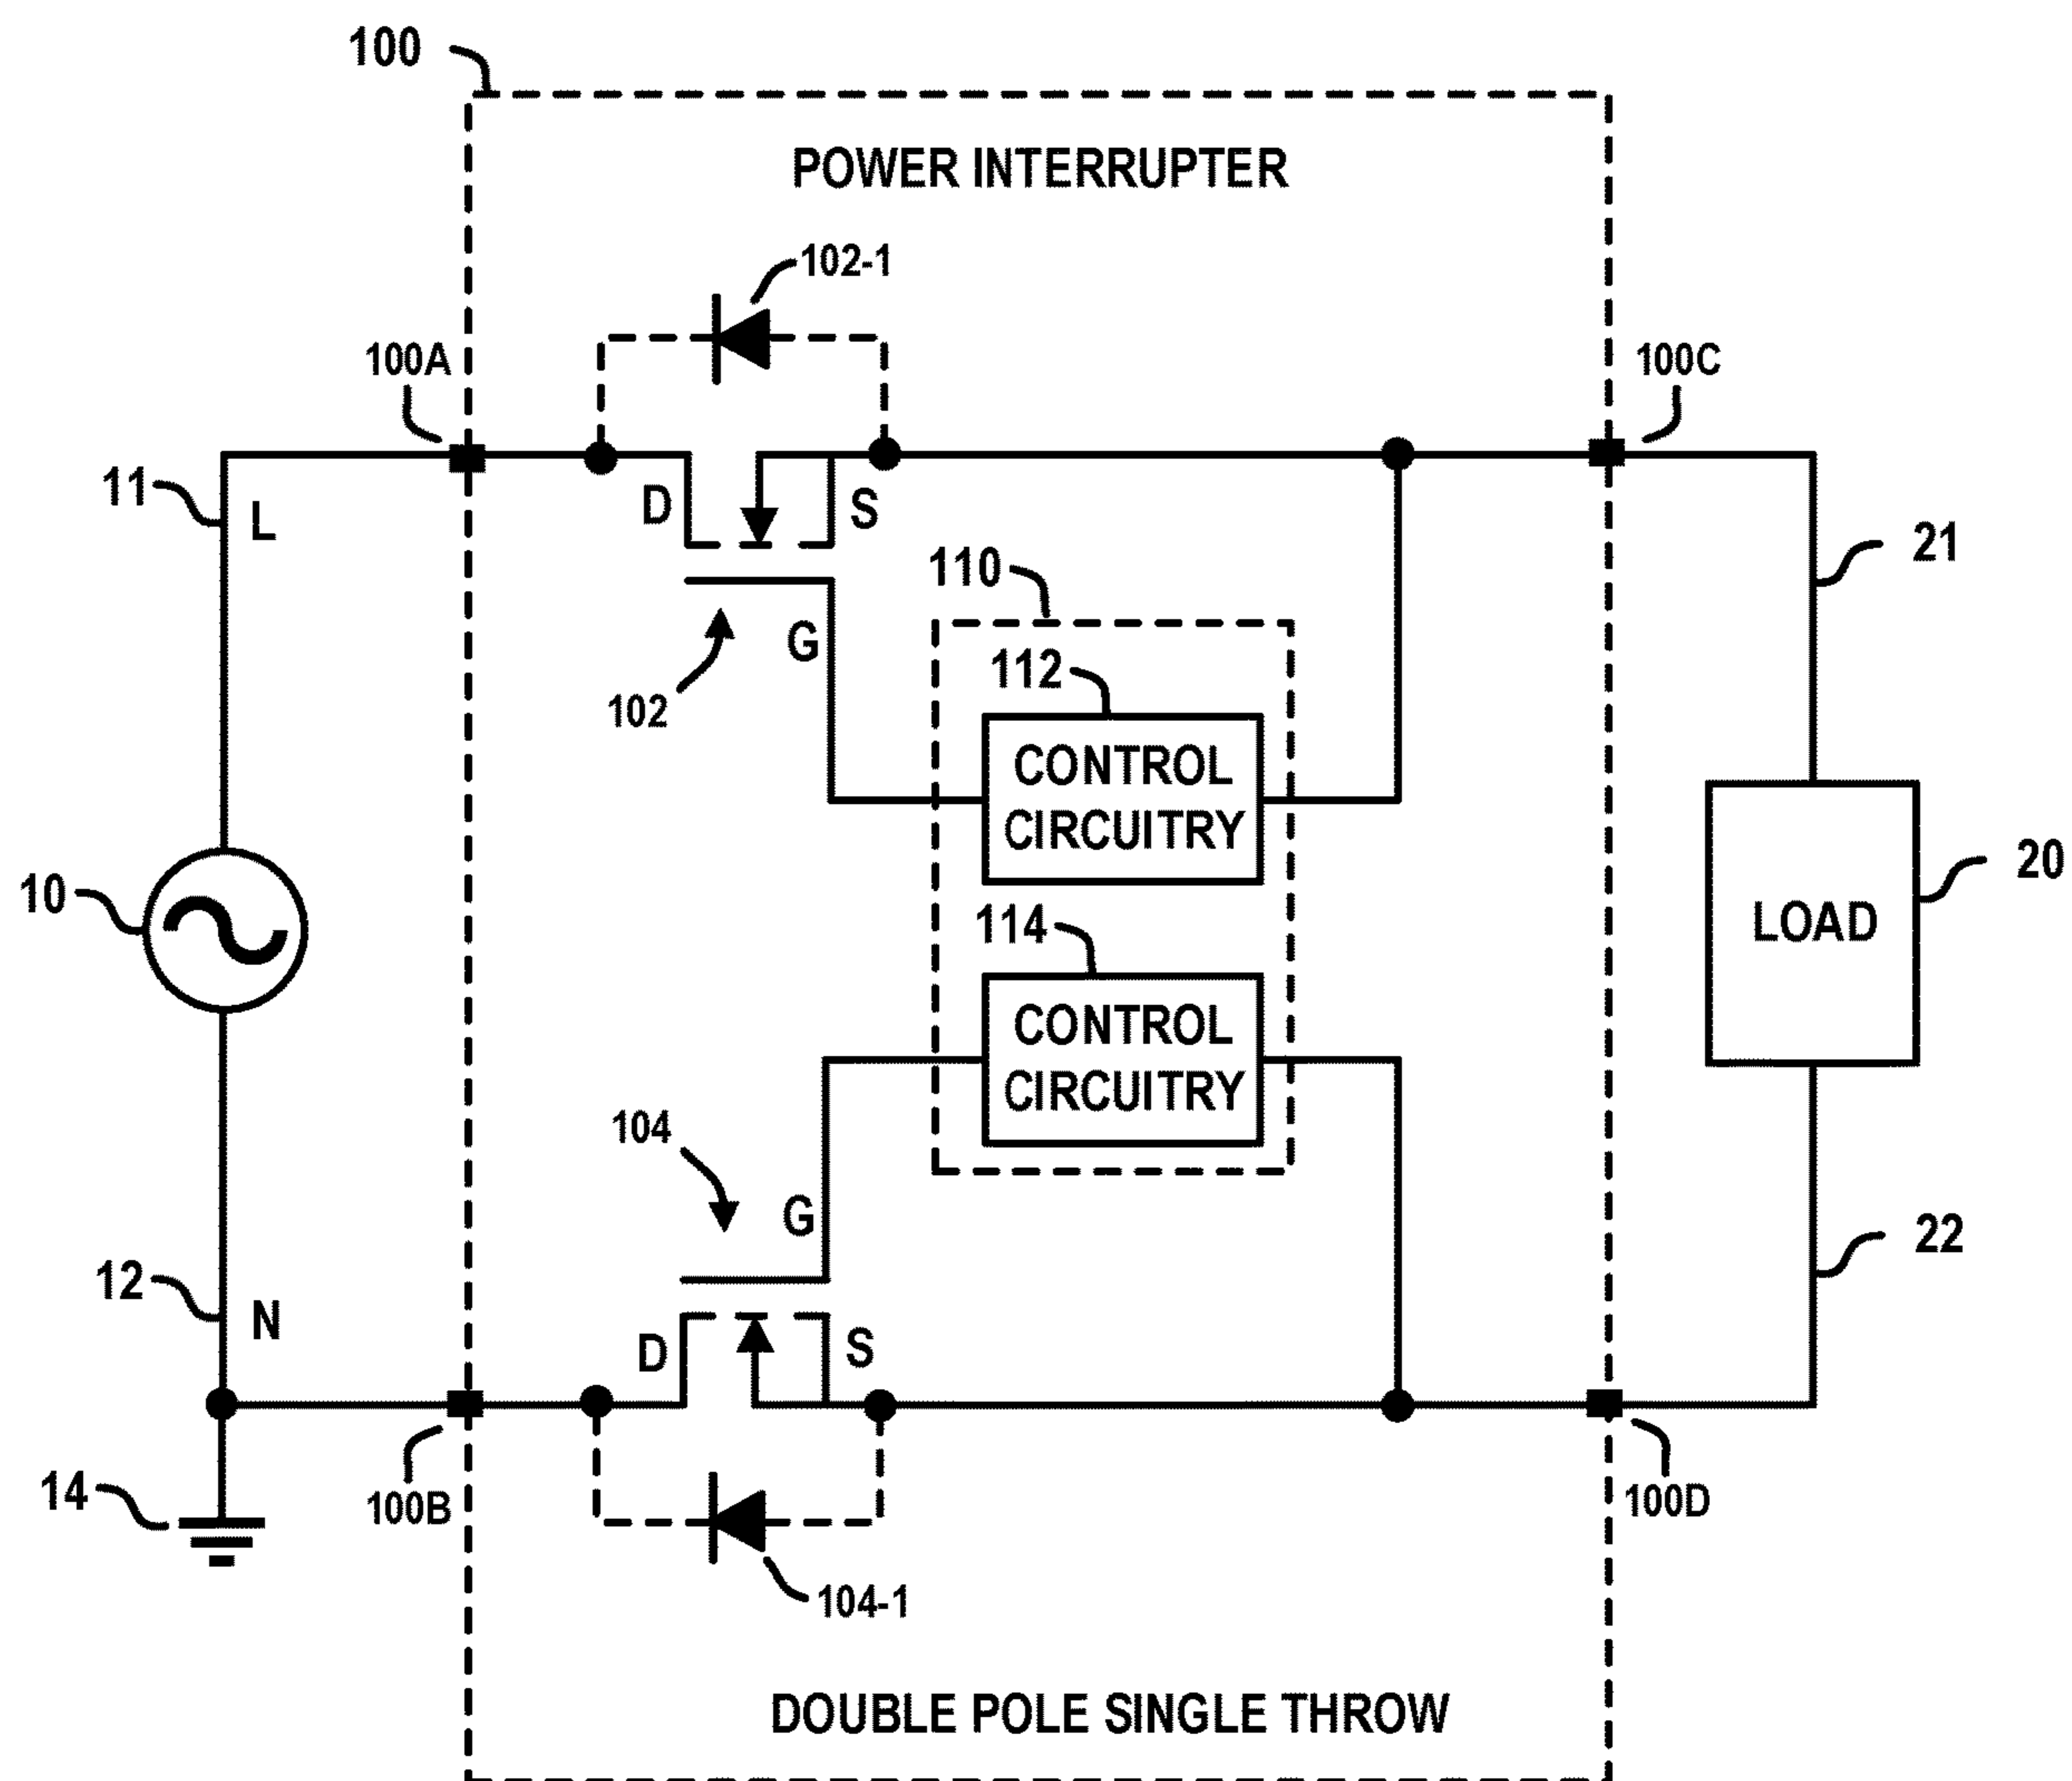 100
POWER INTERRUPTER
102-1
100A
100C
11
L
D
S
21
110
G
112
102
CONTROL
CIRCUITRY
10
20
LOAD
114
CONTROL
CIRCUITRY
104
G
22
12
N
D
S
14
100B
100D
104-1
DOUBLE POLE SINGLE THROW